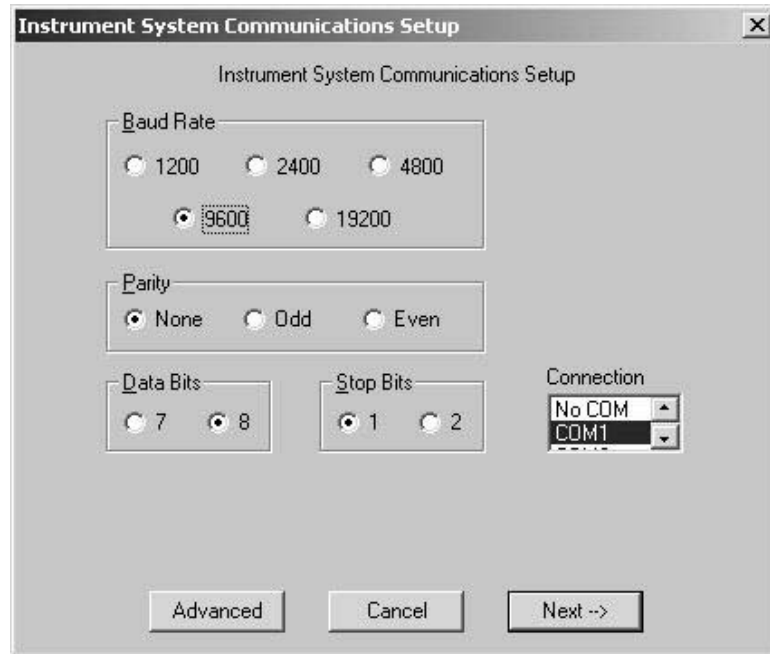 Instrument System Communications Setup
Instrument System Communications Setup
Baud Rate
1200 2400 4800
9600 19200
Parity
None Odd Even
Data Bits
7 8
Stop Bits
1 2
Connection
No COM
COM1
Advanced Cancel Next -->